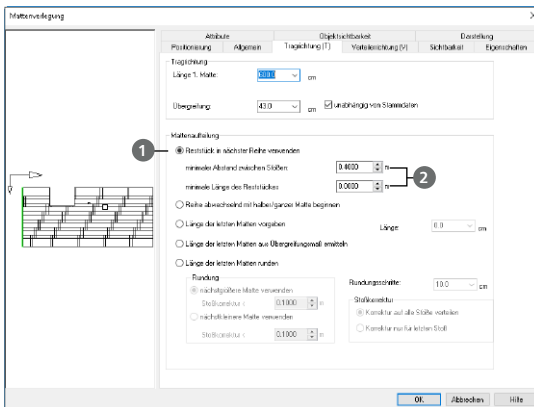 Mattenverlegung
Attribute Objektsichtbarkeit Darstellung
Positionierung Allgemein Tragrichtung (T) Verteilerrichtung (V) Sichtbarkeit Eigenschaften
Tragrichtung
Länge 1. Matte: 600.0 cm
Übergreifung: 43.0 cm unabhängig von Stammdaten
Mattenaufteilung
1 Reststück in nächster Reihe verwenden
minimaler Abstand zwischen Stößen: 0.4000 m
2
minimale Länge des Reststückes 0.0000 m
Reihe abwechselnd mit halber/ganzer Matte beginnen
Länge der letzten Matten vorgeben Länge: 0.0 cm
Länge der letzten Matten aus Übergreifungsmaß ermitteln
Länge der letzten Matten runden
Rundung Rundungsschritte: 10.0 cm
nächstgrößere Matte verwenden
Stoßkorrektur < 0.1000 m
nächstkleinere Matte verwenden
Stoßkorrektur < 0.1000 m
Stoßkorrektur
Korrektur auf alle Stöße verteilen
Korrektur nur für letzten Stoß
OK Abbrechen Hilfe